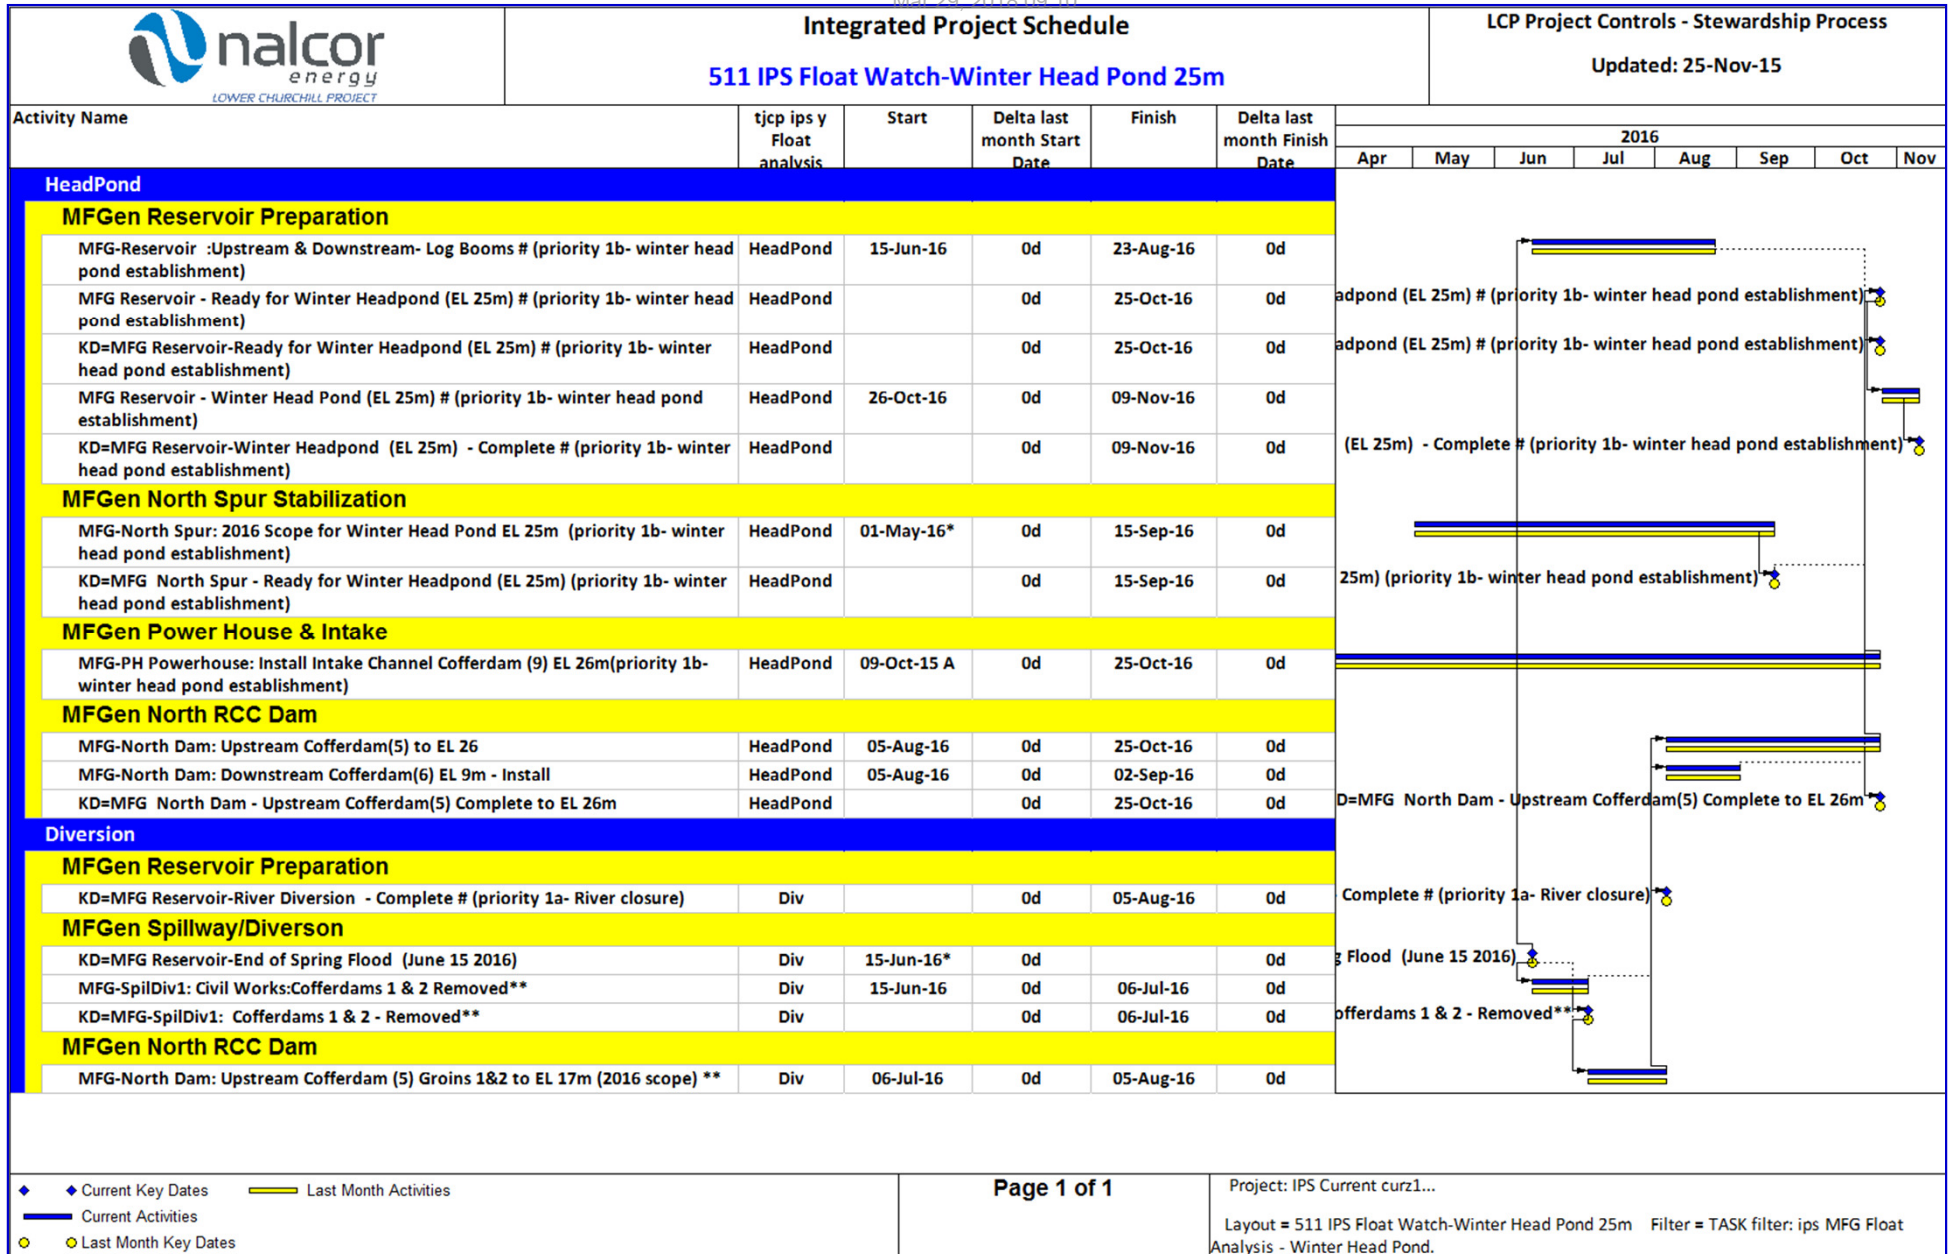 Mar 29, 2018 09:10
nalcor
energy
LOWER CHURCHILL PROJECT
Integrated Project Schedule
511 IPS Float Watch-Winter Head Pond 25m
LCP Project Controls - Stewardship Process
Updated: 25-Nov-15
Activity Name
tjcp ips y
Float
analysis
Start
Delta last
month Start
Date
Finish
Delta last
month Finish
Date
2016
Apr May Jun Jul Aug Sep Oct Nov
HeadPond
MFGen Reservoir Preparation
MFG-Reservoir :Upstream & Downstream- Log Booms # (priority 1b- winter head HeadPond 15-Jun-16 0d 23-Aug-16 0d
pond establishment)
MFG Reservoir - Ready for Winter Headpond (EL 25m) # (priority 1b- winter head HeadPond 0d 25-Oct-16 0d adpond (EL 25m) # (priority 1b- winter head pond establishment)
pond establishment)
KD=MFG Reservoir-Ready for Winter Headpond (EL 25m) # (priority 1b- winter HeadPond 0d 25-Oct-16 0d adpond (EL 25m) # (priority 1b- winter head pond establishment)
head pond establishment)
MFG Reservoir - Winter Head Pond (EL 25m) # (priority 1b- winter head pond HeadPond 26-Oct-16 0d 09-Nov-16 0d
establishment)
KD=MFG Reservoir-Winter Headpond (EL 25m) - Complete # (priority 1b- winter HeadPond 0d 09-Nov-16 0d (EL 25m) - Complete # (priority 1b- winter head pond establishment)
head pond establishment)
MFGen North Spur Stabilization
MFG-North Spur: 2016 Scope for Winter Head Pond EL 25m (priority 1b- winter HeadPond 01-May-16* 0d 15-Sep-16 0d
head pond establishment)
KD=MFG North Spur - Ready for Winter Headpond (EL 25m) (priority 1b- winter HeadPond 0d 15-Sep-16 0d 25m) (priority 1b- winter head pond establishment)
head pond establishment)
MFGen Power House & Intake
MFG-PH Powerhouse: Install Intake Channel Cofferdam (9) EL 26m(priority 1b- HeadPond 09-Oct-15 A 0d 25-Oct-16 0d
winter head pond establishment)
MFGen North RCC Dam
MFG-North Dam: Upstream Cofferdam(5) to EL 26 HeadPond 05-Aug-16 0d 25-Oct-16 0d
MFG-North Dam: Downstream Cofferdam(6) EL 9m - Install HeadPond 05-Aug-16 0d 02-Sep-16 0d
KD=MFG North Dam - Upstream Cofferdam(5) Complete to EL 26m HeadPond 0d 25-Oct-16 0d D=MFG North Dam - Upstream Cofferdam(5) Complete to EL 26m
Diversion
MFGen Reservoir Preparation
KD=MFG Reservoir-River Diversion - Complete # (priority 1a- River closure) Div 0d 05-Aug-16 0d Complete # (priority 1a- River closure)
MFGen Spillway/Diverson
KD=MFG Reservoir-End of Spring Flood (June 15 2016) Div 15-Jun-16* 0d 0d g Flood (June 15 2016)
MFG-SpilDiv1: Civil Works:Cofferdams 1 & 2 Removed** Div 15-Jun-16 0d 06-Jul-16 0d
KD=MFG-SpilDiv1: Cofferdams 1 & 2 - Removed** Div 0d 06-Jul-16 0d offerdams 1 & 2 - Removed**
MFGen North RCC Dam
MFG-North Dam: Upstream Cofferdam (5) Groins 1&2 to EL 17m (2016 scope) ** Div 06-Jul-16 0d 05-Aug-16 0d
Current Key Dates Last Month Activities
Current Activities
Last Month Key Dates
Page 1 of 1
Project: IPS Current curz1...
Layout = 511 IPS Float Watch-Winter Head Pond 25m Filter = TASK filter: ips MFG Float
Analysis - Winter Head Pond.